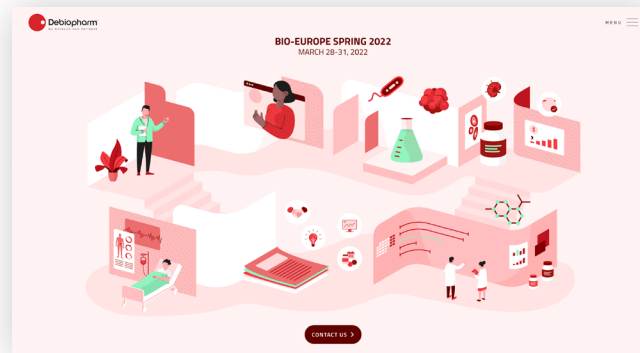 Debiopharm
MENU
BIO-EUROPE SPRING 2022
MARCH 28-31, 2022
CONTACT US >